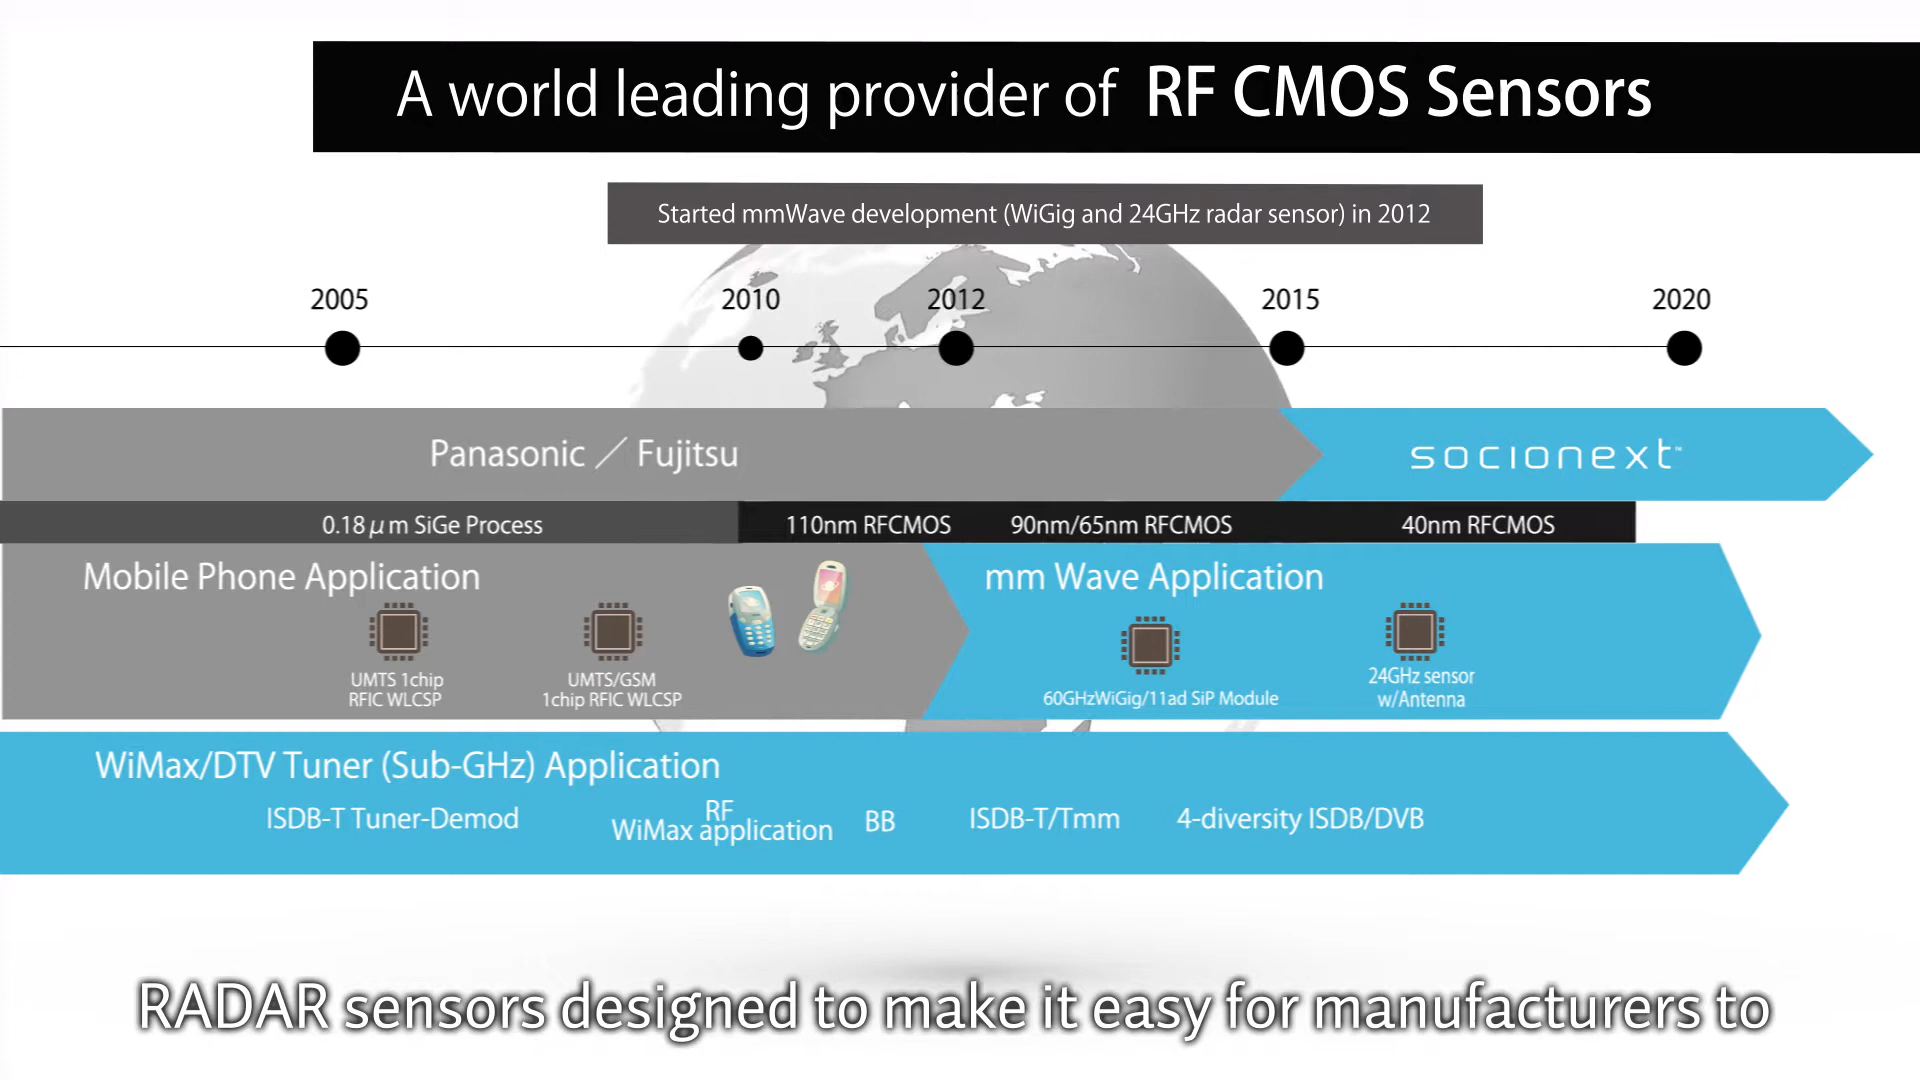 A world leading provider of RF CMOS Sensors
Started mmWave development (WiGig and 24GHz radar sensor) in 2012
2005 2010 2012 2015 2020
Panasonic／Fujitsu socionext™
0.18μm SiGe Process 110nm RFCMOS 90nm/65nm RFCMOS 40nm RFCMOS
Mobile Phone Application
UMTS 1chip
RFIC WLCSP
UMTS/GSM
1chip RFIC WLCSP
mm Wave Application
60GHzWiGig/11ad SiP Module
24GHz sensor
w/Antenna
WiMax/DTV Tuner (Sub-GHz) Application
ISDB-T Tuner-Demod
RF
WiMax application
BB
ISDB-T/Tmm
4-diversity ISDB/DVB
RADAR sensors designed to make it easy for manufacturers to